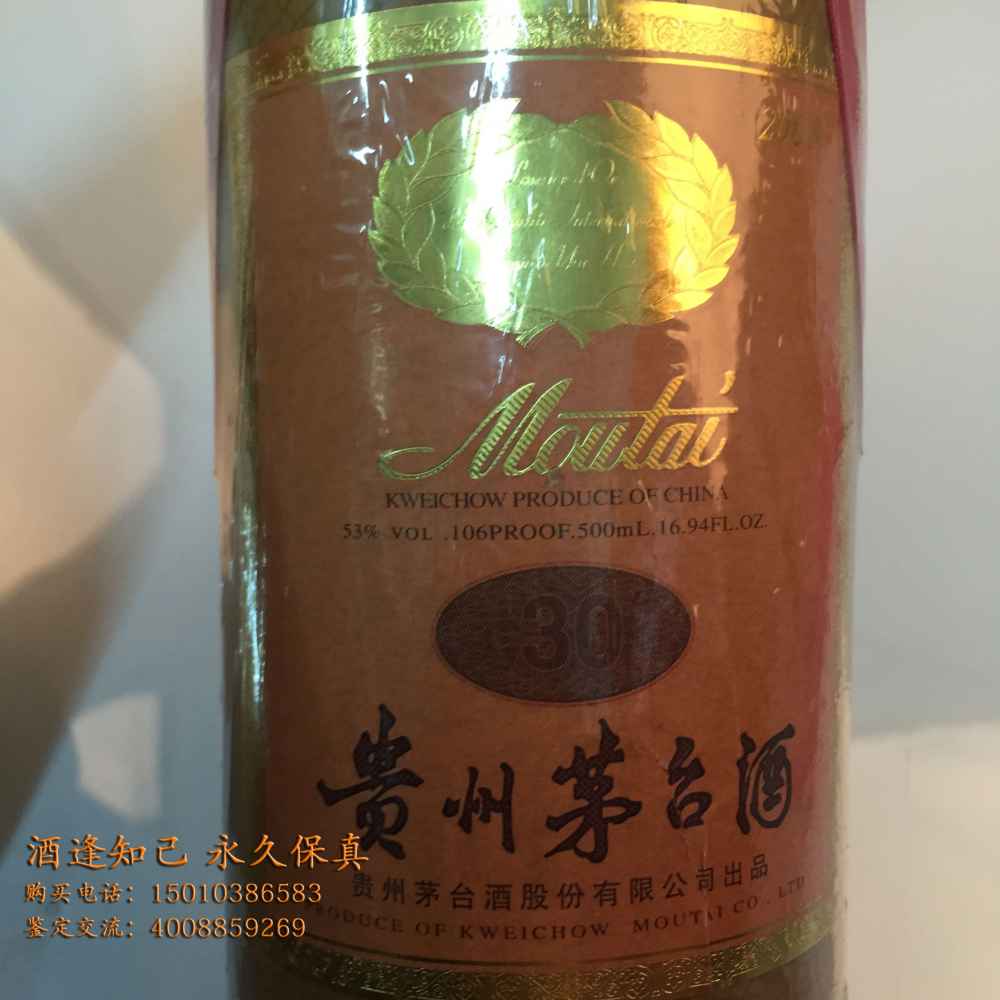 Moutai
KWEICHOW PRODUCE OF CHINA
53% VOL .106PROOF.500mL.16.94FL.OZ.
30
贵州茅台酒
贵州茅台酒股份有限公司出品
PRODUCE OF KWEICHOW MOUTAI CO., LTD
酒逢知己 永久保真
购买电话：15010386583
鉴定交流：4008859269